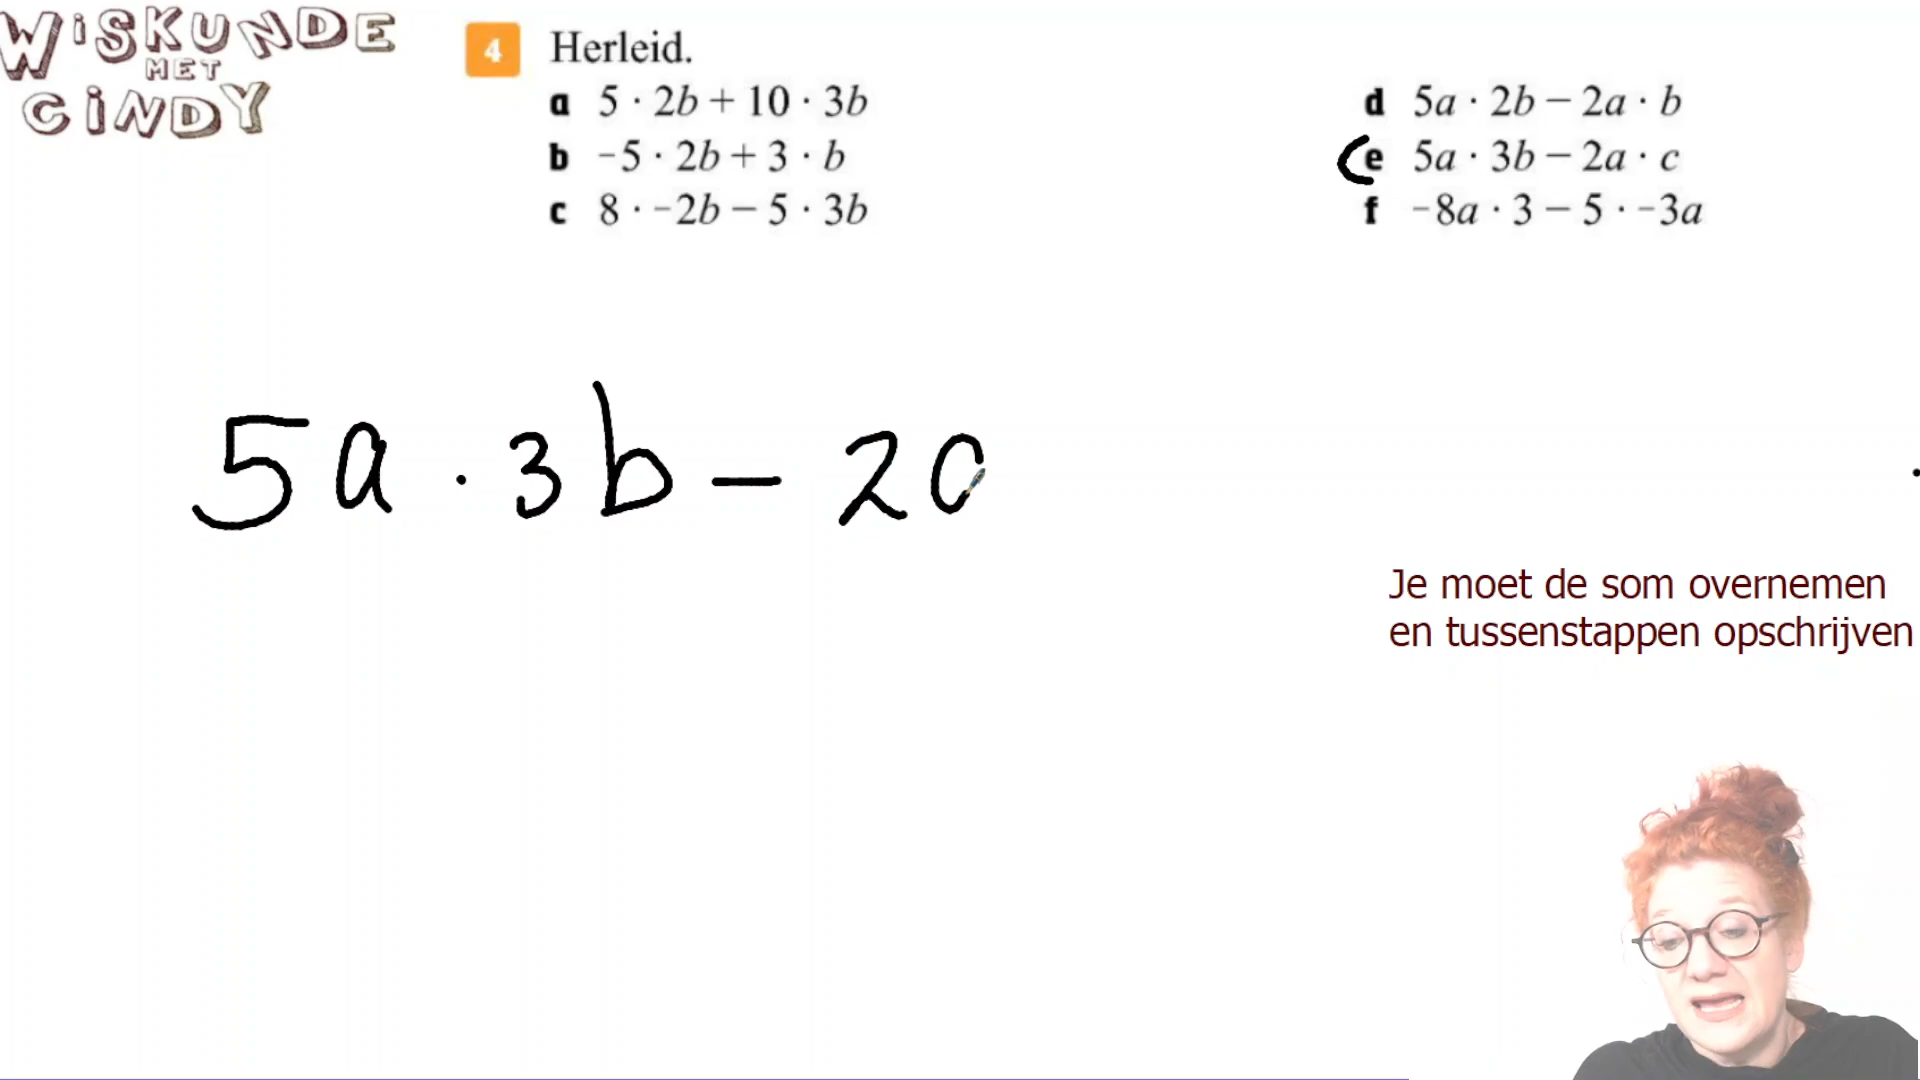 WiSKUNDE
MET
CiNDY
4 Herleid.
a 5 · 2b + 10 · 3b
b -5 · 2b + 3 · b
c 8 · -2b – 5 · 3b
d 5a · 2b – 2a · b
e 5a · 3b – 2a · c
f -8a · 3 – 5 · -3a
5a · 3b – 2a
Je moet de som overnemen
en tussenstappen opschrijven